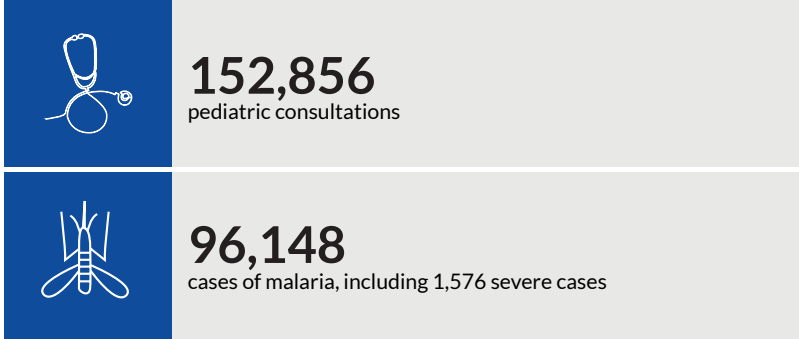 152,856
pediatric consultations
96,148
cases of malaria, including 1,576 severe cases